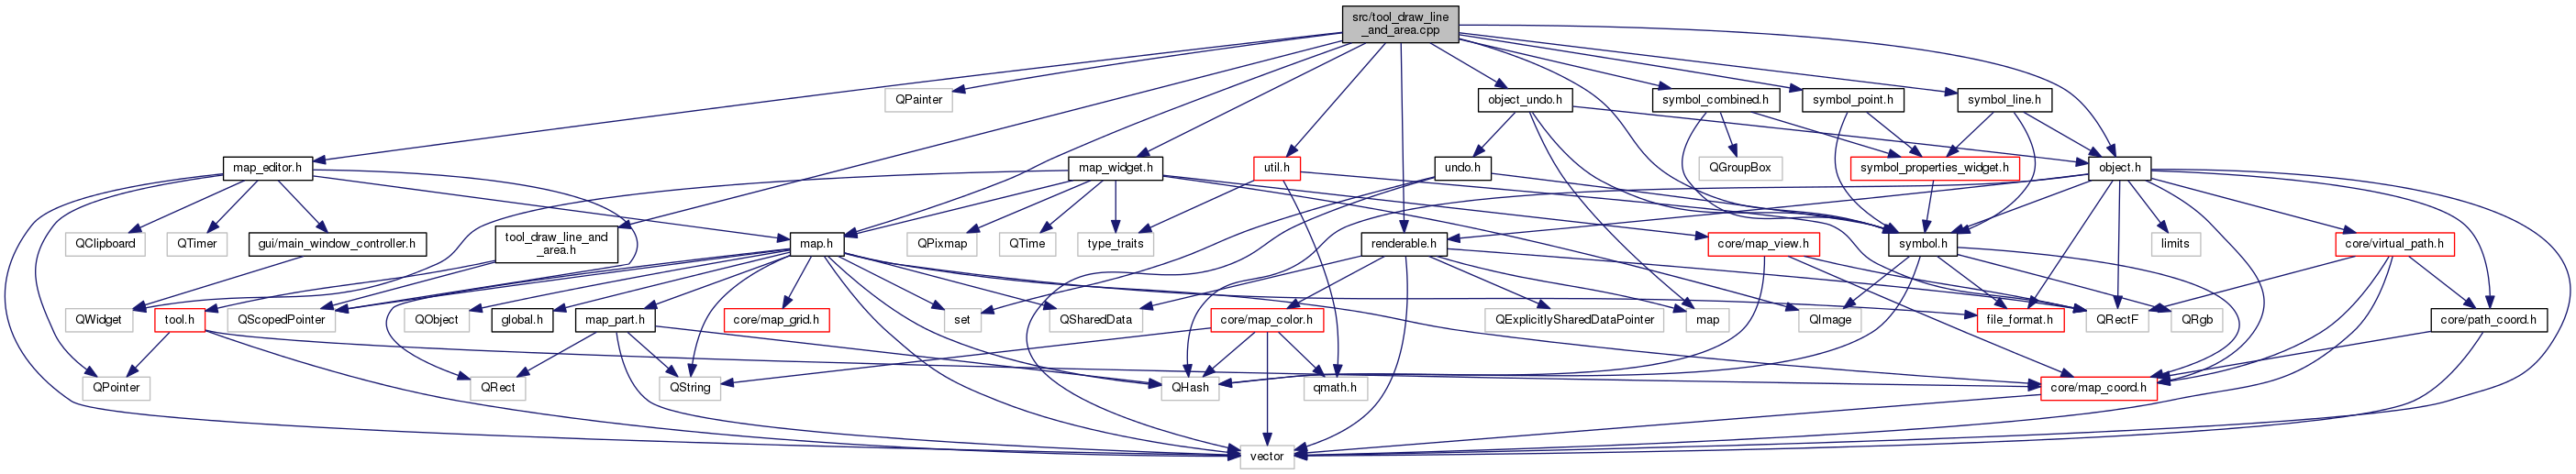 src/tool_draw_line
_and_area.cpp
QPainter
object_undo.h
symbol_combined.h
symbol_point.h
symbol_line.h
map_editor.h
map_widget.h
util.h
undo.h
QGroupBox
symbol_properties_widget.h
object.h
QClipboard
QTimer
gui/main_window_controller.h
tool_draw_line_and
_area.h
map.h
QPixmap
QTime
type_traits
renderable.h
core/map_view.h
symbol.h
limits
core/virtual_path.h
QWidget
tool.h
QScopedPointer
QObject
global.h
map_part.h
core/map_grid.h
set
QSharedData
core/map_color.h
QExplicitlySharedDataPointer
map
QImage
file_format.h
QRectF
QRgb
core/path_coord.h
QPointer
QRect
QString
QHash
qmath.h
core/map_coord.h
vector